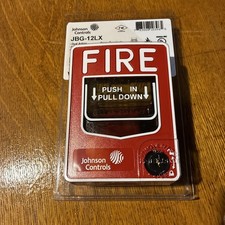 Johnson
Controls
JBG-12LX
FIRE
PUSH IN
PULL DOWN
Johnson
Controls